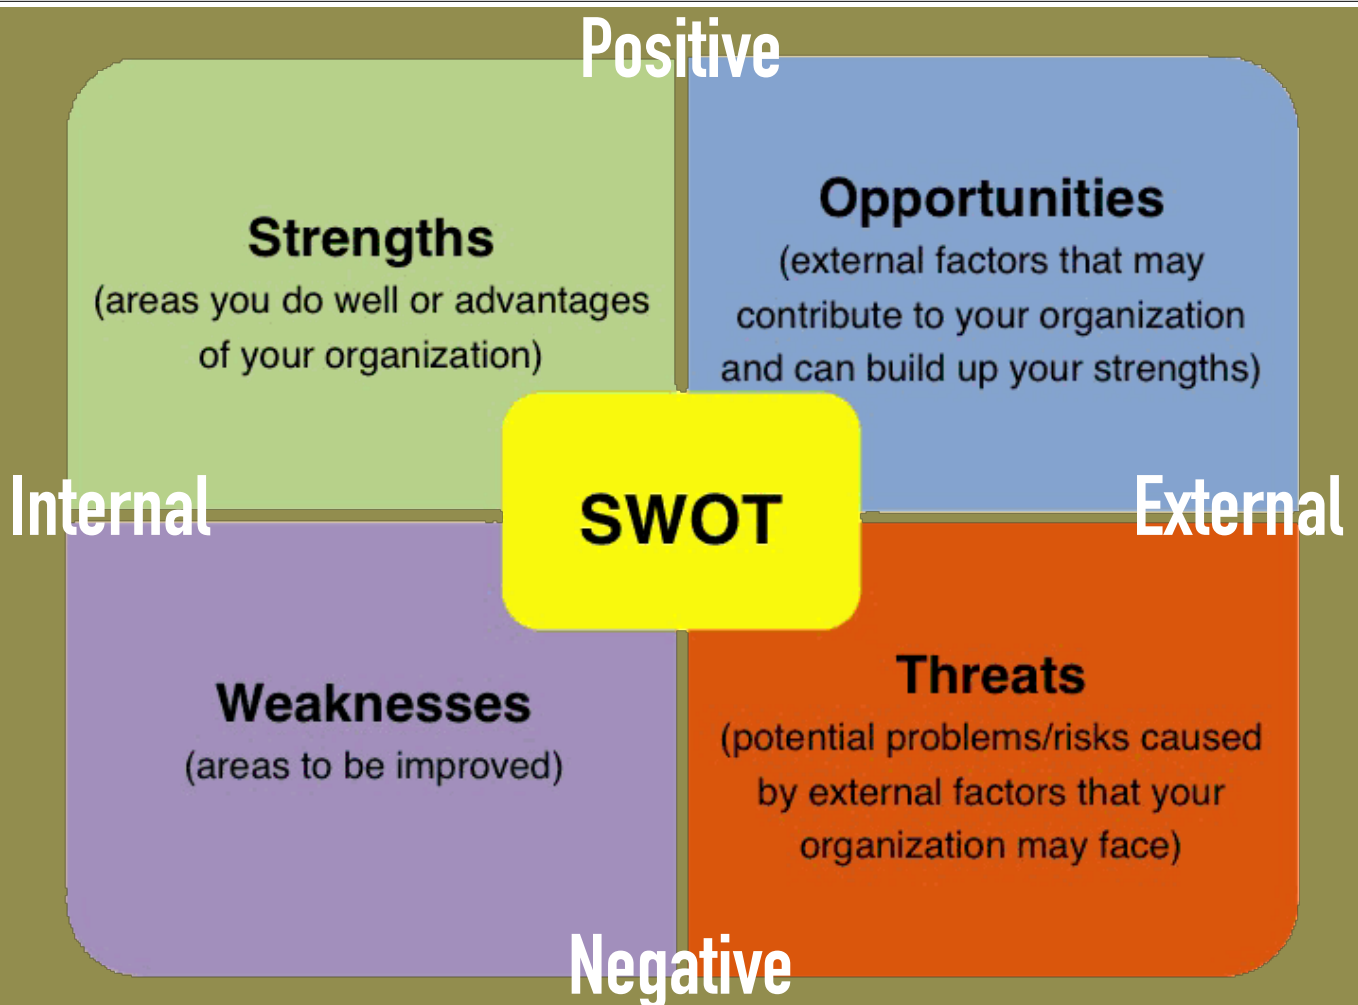 Positive
Strengths
(areas you do well or advantages
of your organization)
Opportunities
(external factors that may
contribute to your organization
and can build up your strengths)
Internal
SWOT
External
Weaknesses
(areas to be improved)
Threats
(potential problems/risks caused
by external factors that your
organization may face)
Negative